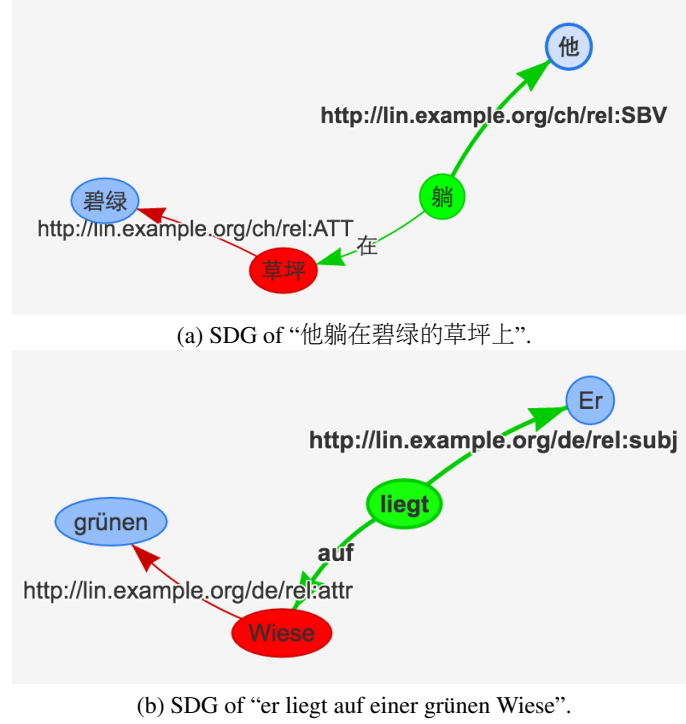 他
http://lin.example.org/ch/rel:SBV
碧绿
躺
http://lin.example.org/ch/rel:ATT
在
草坪
(a) SDG of “他躺在碧绿的草坪上”.
Er
http://lin.example.org/de/rel:subj
liegt
grünen
auf
http://lin.example.org/de/rel:attr
Wiese
(b) SDG of “er liegt auf einer grünen Wiese”.